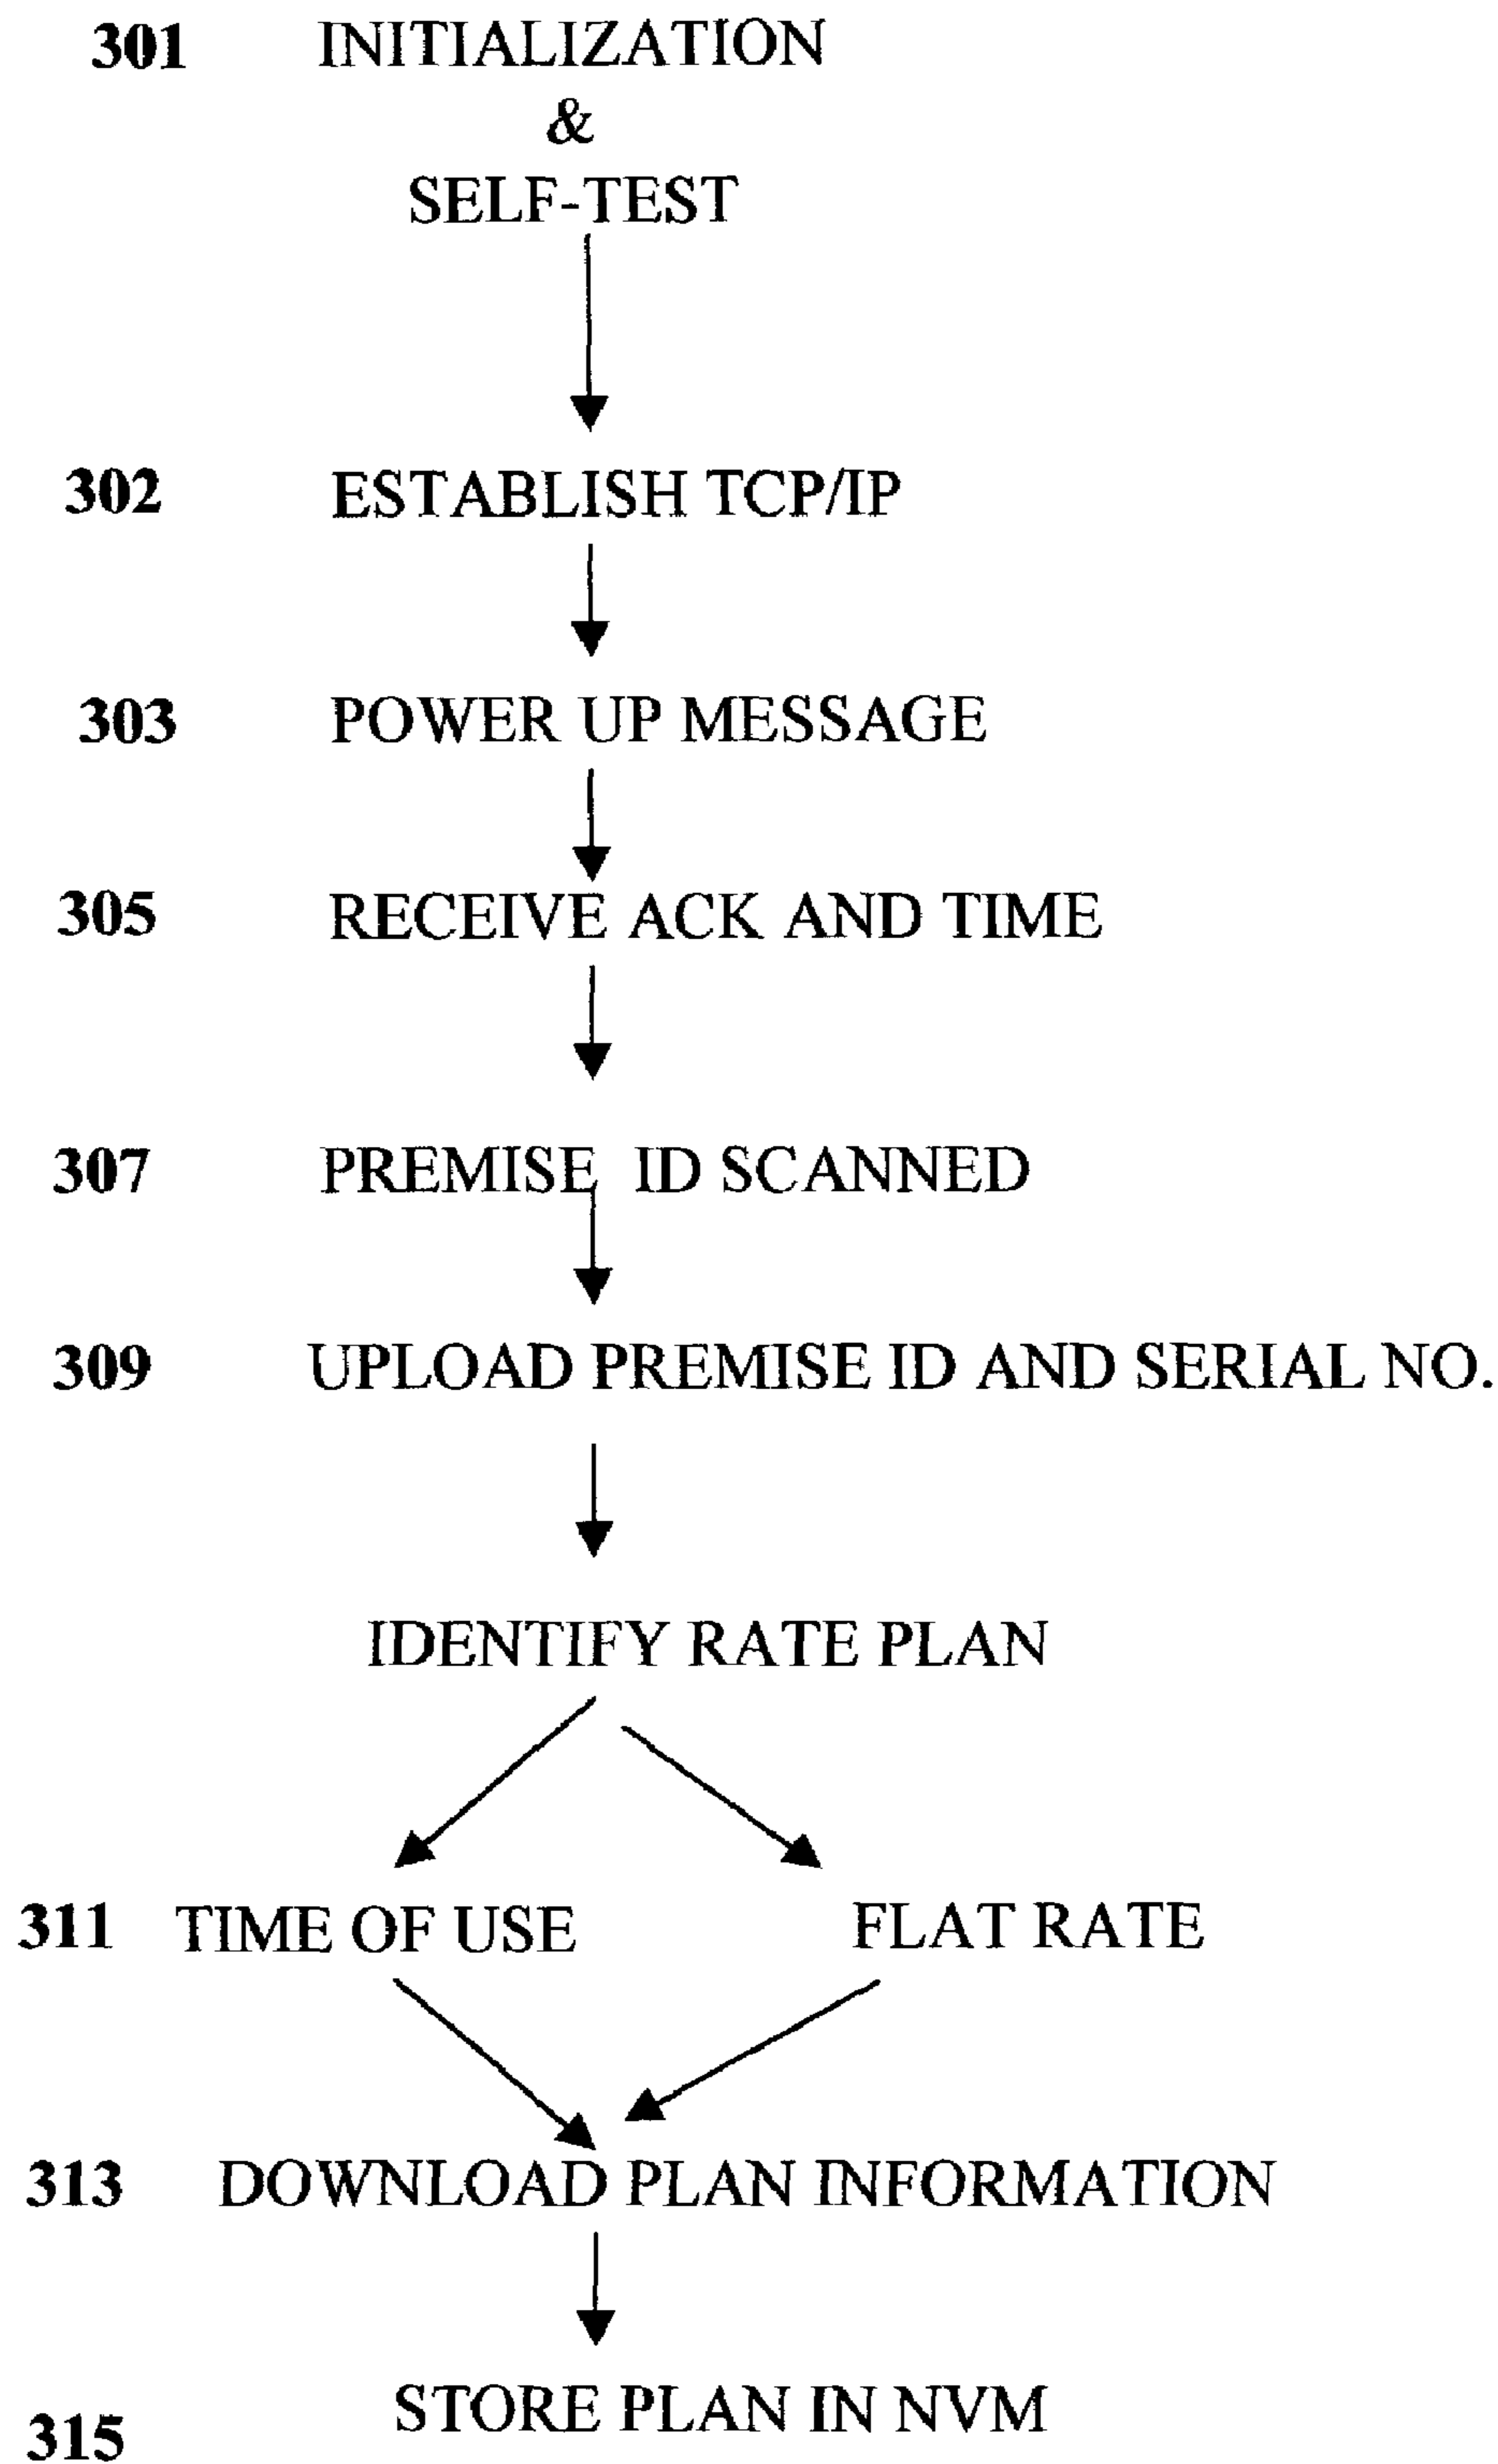 301 INITIALIZATION
&
SELF-TEST
302 ESTABLISH TCP/IP
303 POWER UP MESSAGE
305 RECEIVE ACK AND TIME
307 PREMISE ID SCANNED
309 UPLOAD PREMISE ID AND SERIAL NO.
IDENTIFY RATE PLAN
311 TIME OF USE FLAT RATE
313 DOWNLOAD PLAN INFORMATION
315 STORE PLAN IN NVM